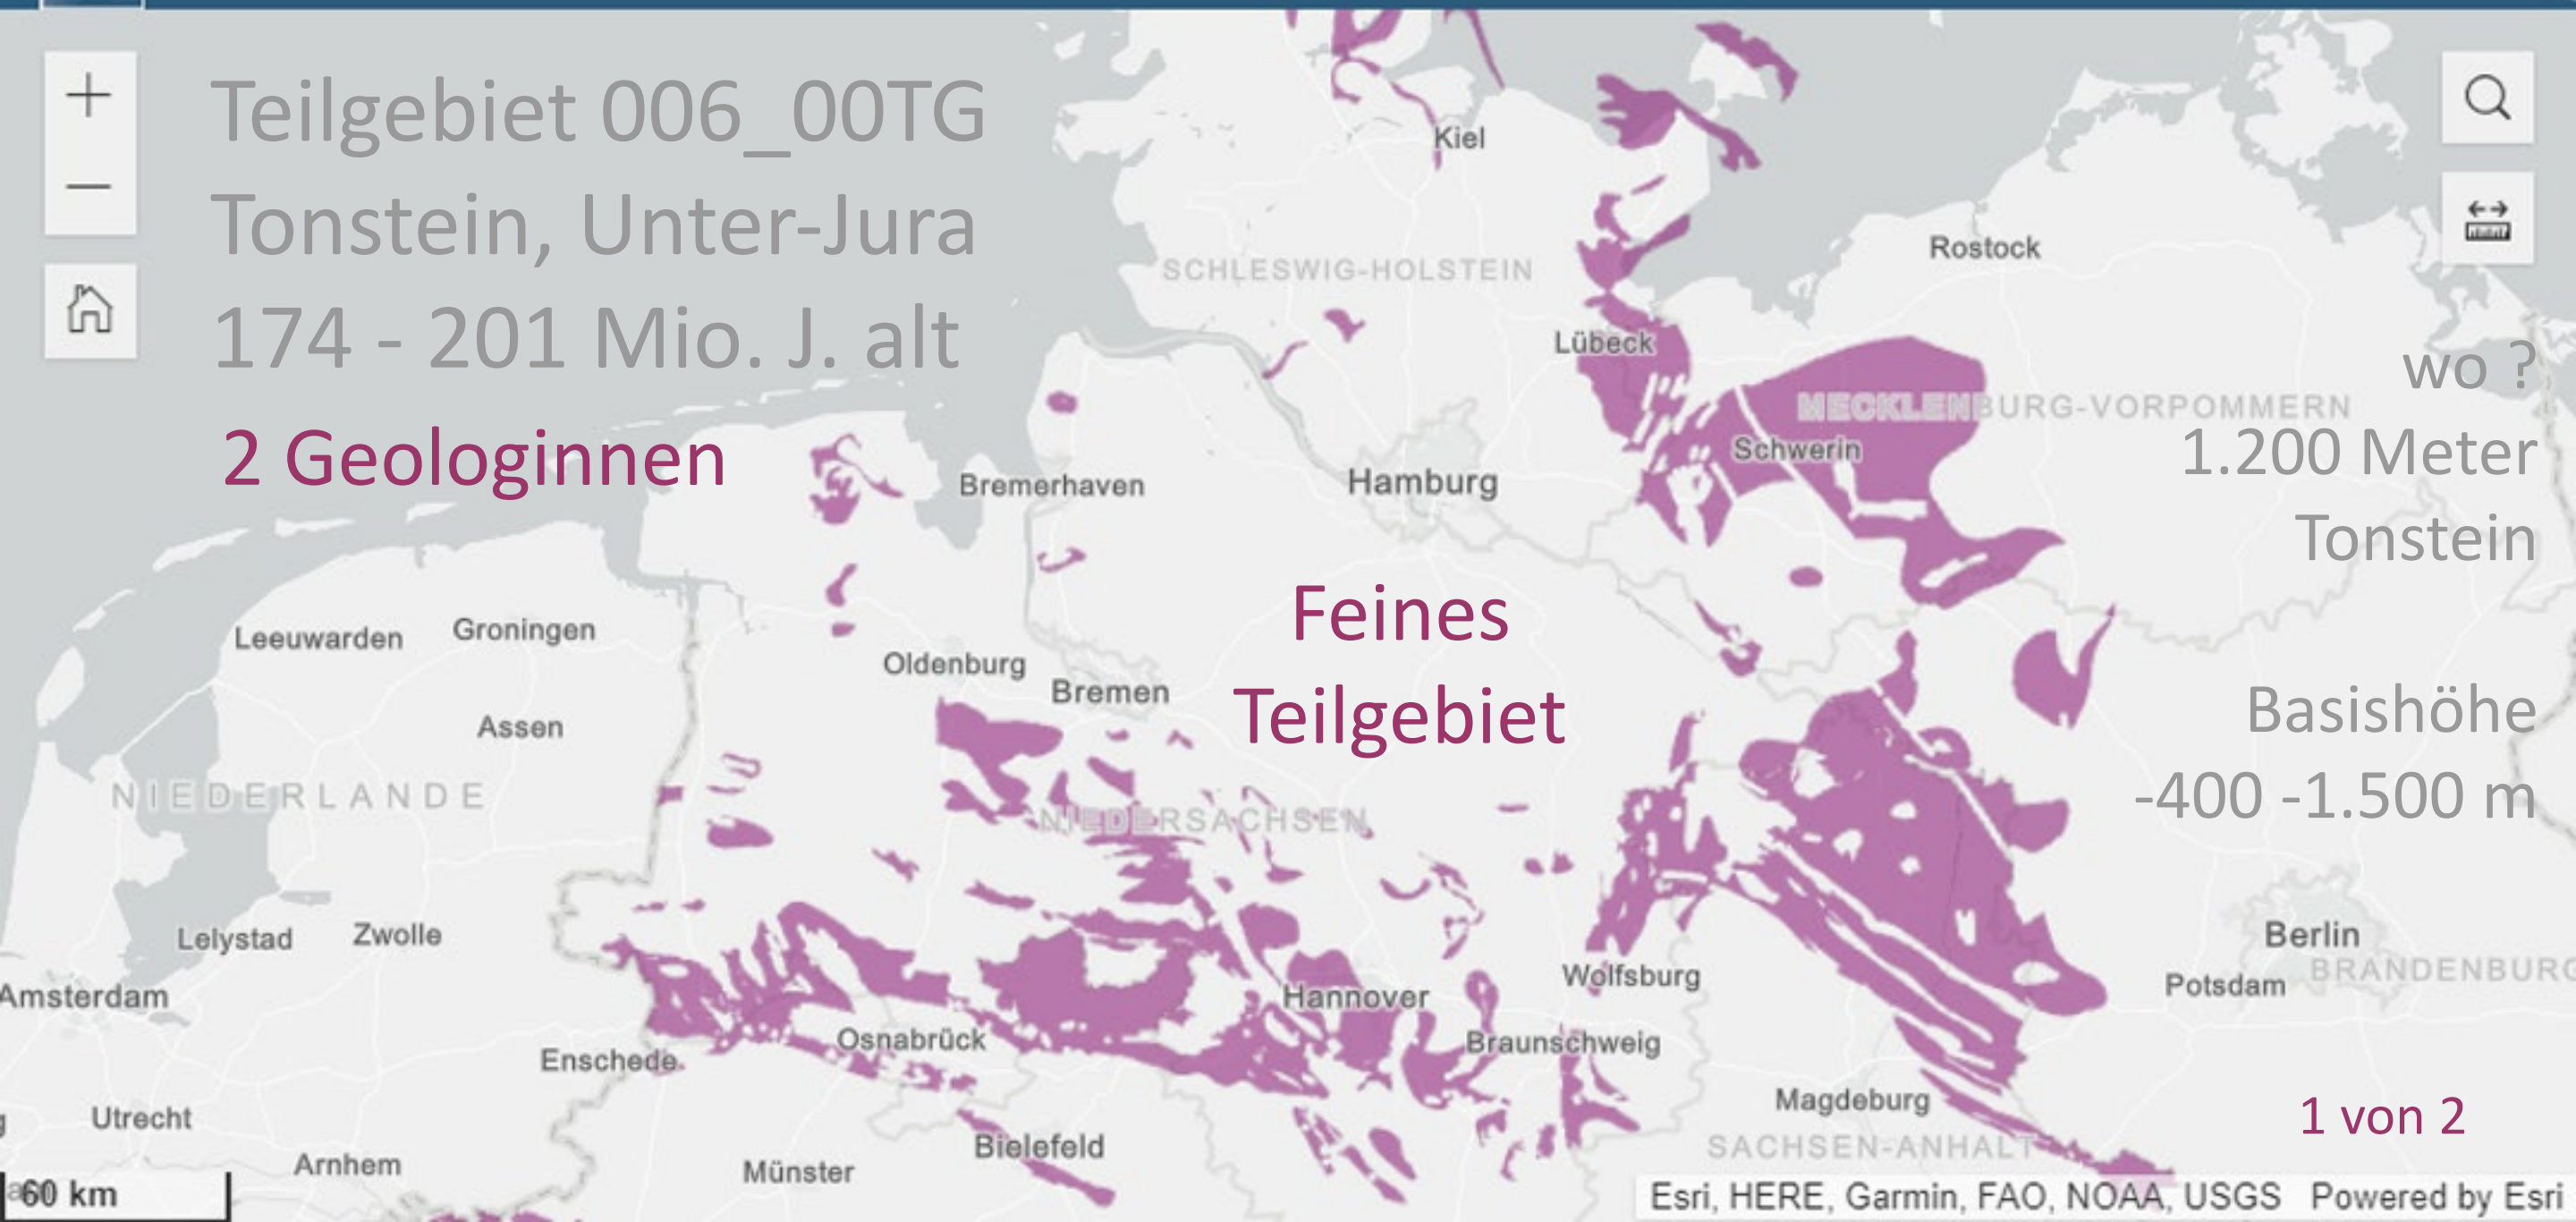 Teilgebiet 006_00TG
Tonstein, Unter-Jura
174 - 201 Mio. J. alt
2 Geologinnen
Kiel
Rostock
SCHLESWIG-HOLSTEIN
Lübeck
wo ?
MECKLENBURG-VORPOMMERN
1.200 Meter
Schwerin
Hamburg
Bremerhaven
Tonstein
Feines
Teilgebiet
Leeuwarden
Groningen
Oldenburg
Bremen
Assen
Basishöhe
-400 -1.500 m
NIEDERLANDE
NIEDERSACHSEN
Lelystad
Zwolle
Berlin
BRANDENBURG
Amsterdam
Hannover
Wolfsburg
Potsdam
Osnabrück
Braunschweig
Enschede
Utrecht
Magdeburg
1 von 2
Bielefeld
SACHSEN-ANHALT
Arnhem
Münster
60 km
Esri, HERE, Garmin, FAO, NOAA, USGS Powered by Esri